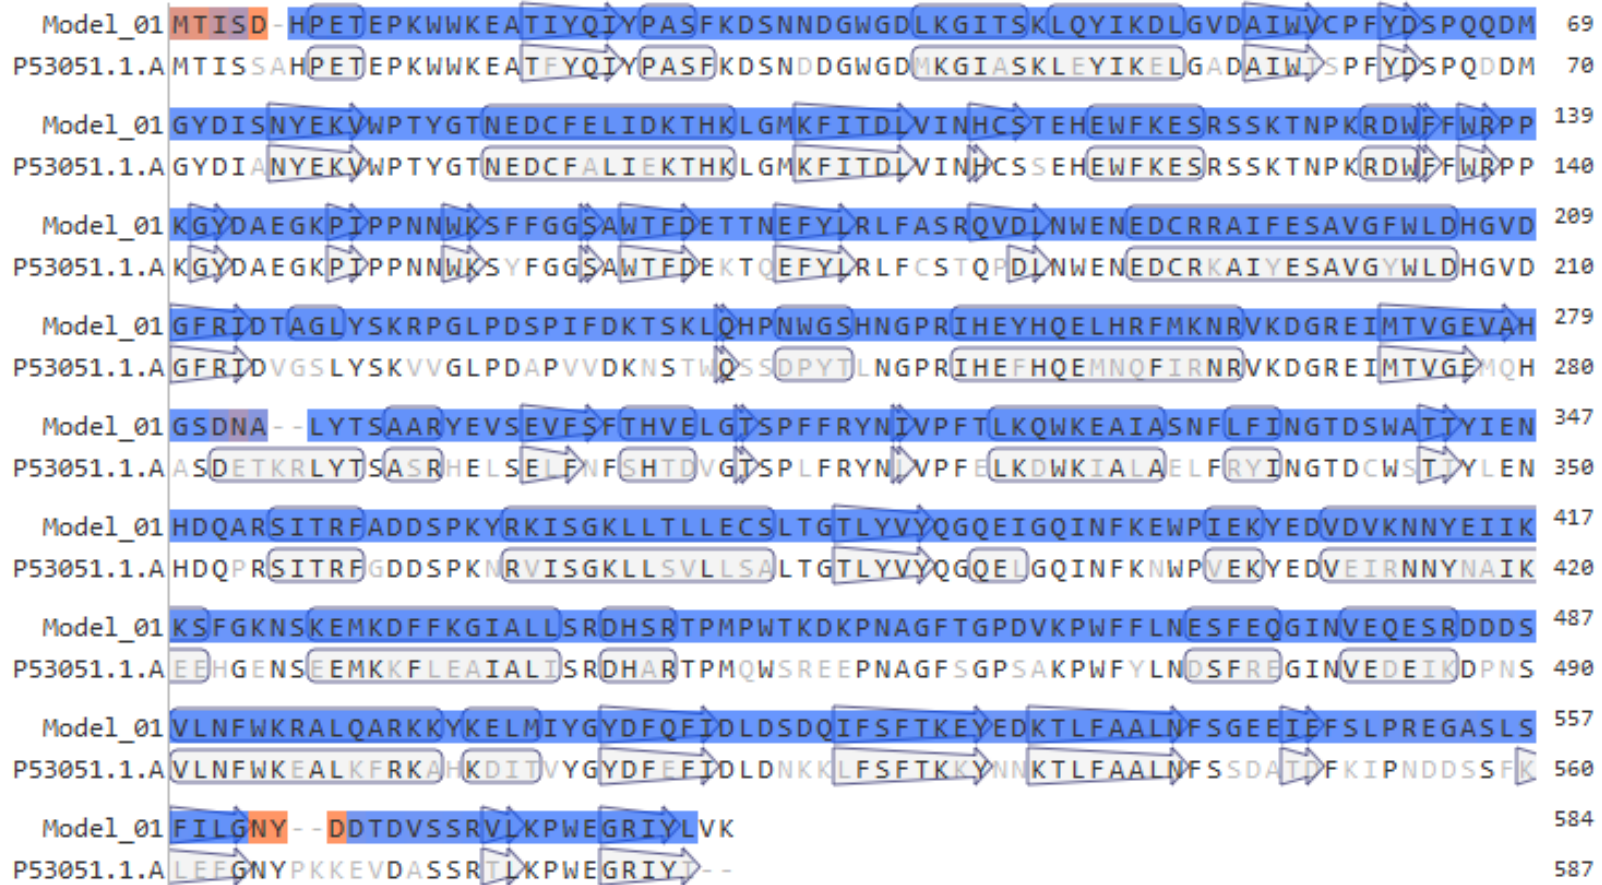 Model_01 MTISD-HPETEPKWWKEATIYQIYPASFKDSNNDGWGDLKGITSKLQYIKDLGVDAIWVCPFYDSPQQDM 69
P53051.1.A MTISSAHPETEPKWWKEATFYQIYPASFKDSNDDGWGDMKGIASKLEYIKELGADAIWISPFYDSPQDDM 70
Model_01 GYDISNYEKVWPTYGTNEDCFELIDKTHKLGMKFITDLVINHCSTEHEWFKESRSSKTNPKRDWFFWRPP 139
P53051.1.A GYDIANYEKVWPTYGTNEDCFALIEKTHKLGMKFITDLVINHCSSEHEWFKESRSSKTNPKRDWFFWRPP 140
Model_01 KGYDAEGKPIPPNNWKSFFGGSAWTFDETTNEFYLRLFASRQVDLNWENEDCRRAIFESAVGFWLDHGVD 209
P53051.1.A KGYDAEGKPIPPNNWKSYFGGSAWTFDEKTQEFYLRLFCSTQPDLNWENEDCRKAIYESAVGYWLDHGVD 210
Model_01 GFRIDTAGLYSKRPGLPDSPIFDKTSKLQHPNWGSHNGPRIHEYHQELHRFMKNRVKDGREIMTVGEVAH 279
P53051.1.A GFRIDVGSLYSKVVGLPDAPVVDKNSTWQSSDPYTLNGPRIHEFHQEMNQFIRNRVKDGREIMTVGEMQH 280
Model_01 GSDNA--LYTSAARYEVSEVFSFTHVELGTSPFFRYNIVPFTLKQWKEAIASNFLFINGTDSWATTYIEN 347
P53051.1.A ASDETKRLYTSASRHELSELFNFSHTDVGTSPLFRYNLVPFELKDWKIALAELFRYINGTDCWSTIYLEN 350
Model_01 HDQARSITRFADDSPKYRKISGKLLTLLECSLTGTLYVYQGQEIGQINFKEWPIEKYEDVDVKNNYEIIK 417
P53051.1.A HDQPRSITRFGDDSPKNRVISGKLLSVLLSALTGTLYVYQGQELGQINFKNWPVEKYEDVEIRNNYNAIK 420
Model_01 KSFGKNSKEMKDFFKGIALLSRDHSRTPMPWTKDKPNAGFTGPDVKPWFFLNESFEQGINVEQESRDDDS 487
P53051.1.A EEHGENSEEMKKFLEAIALISRDHARTPMQWSREEPNAGFSGPSAKPWFYLNDSFREGINVEDEIKDPNS 490
Model_01 VLNFWKRALQARKKYKELMIYGYDFQFIDLDSDQIFSFTKEYEDKTLFAALNFSGEEIEFSLPREGASLS 557
P53051.1.A VLNFWKEALKFRKAHKDITVYGYDFEFIDLDNKKLFSFTKKYNNKTLFAALNFSSDATDFKIPNDDSSFK 560
Model_01 FILGNY--DDTDVSSRVLKPWEGRIYLVK 584
P53051.1.A LEFGNYPKKEVDASSRTLKPWEGRIYI-- 587